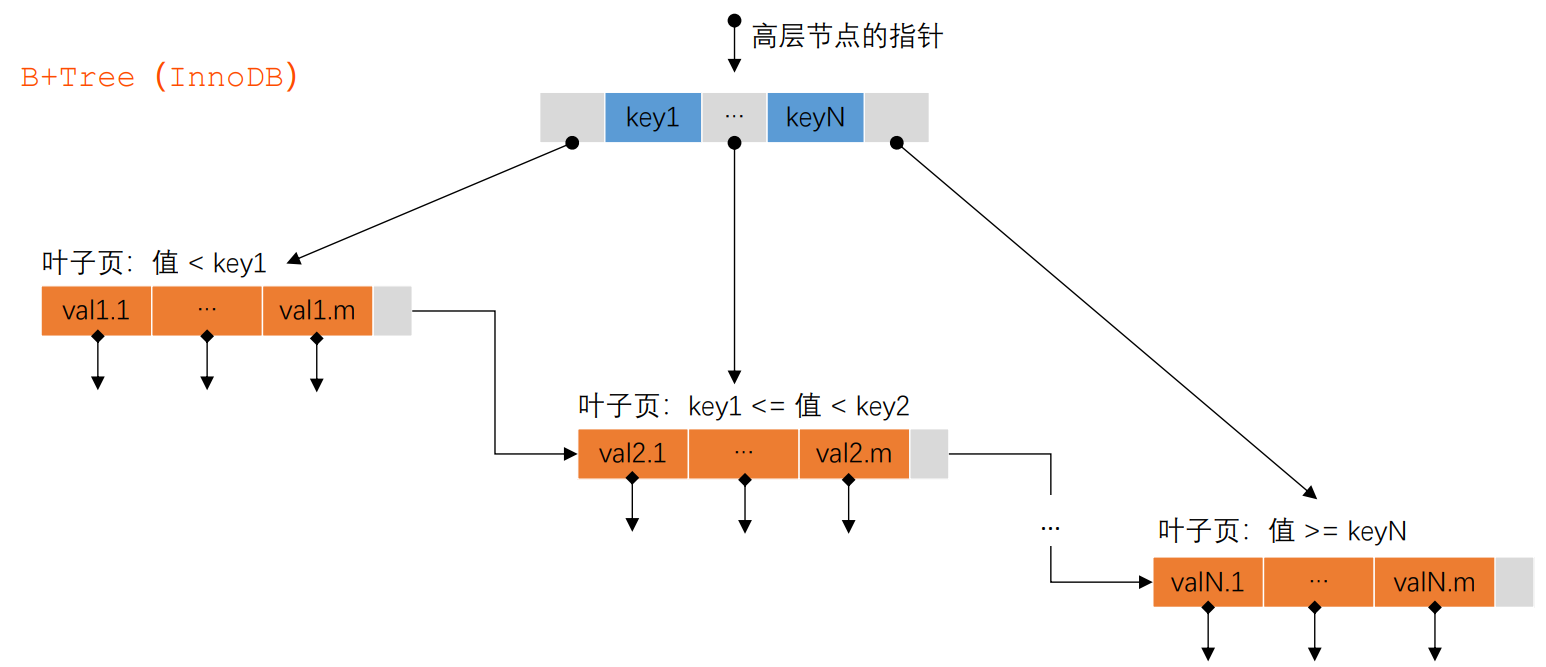 高层节点的指针
B+Tree (InnoDB)
key1 ... keyN
叶子页：值 < key1
val1.1 ... val1.m
叶子页：key1 <= 值 < key2
val2.1 ... val2.m
...
叶子页：值 >= keyN
valN.1 ... valN.m